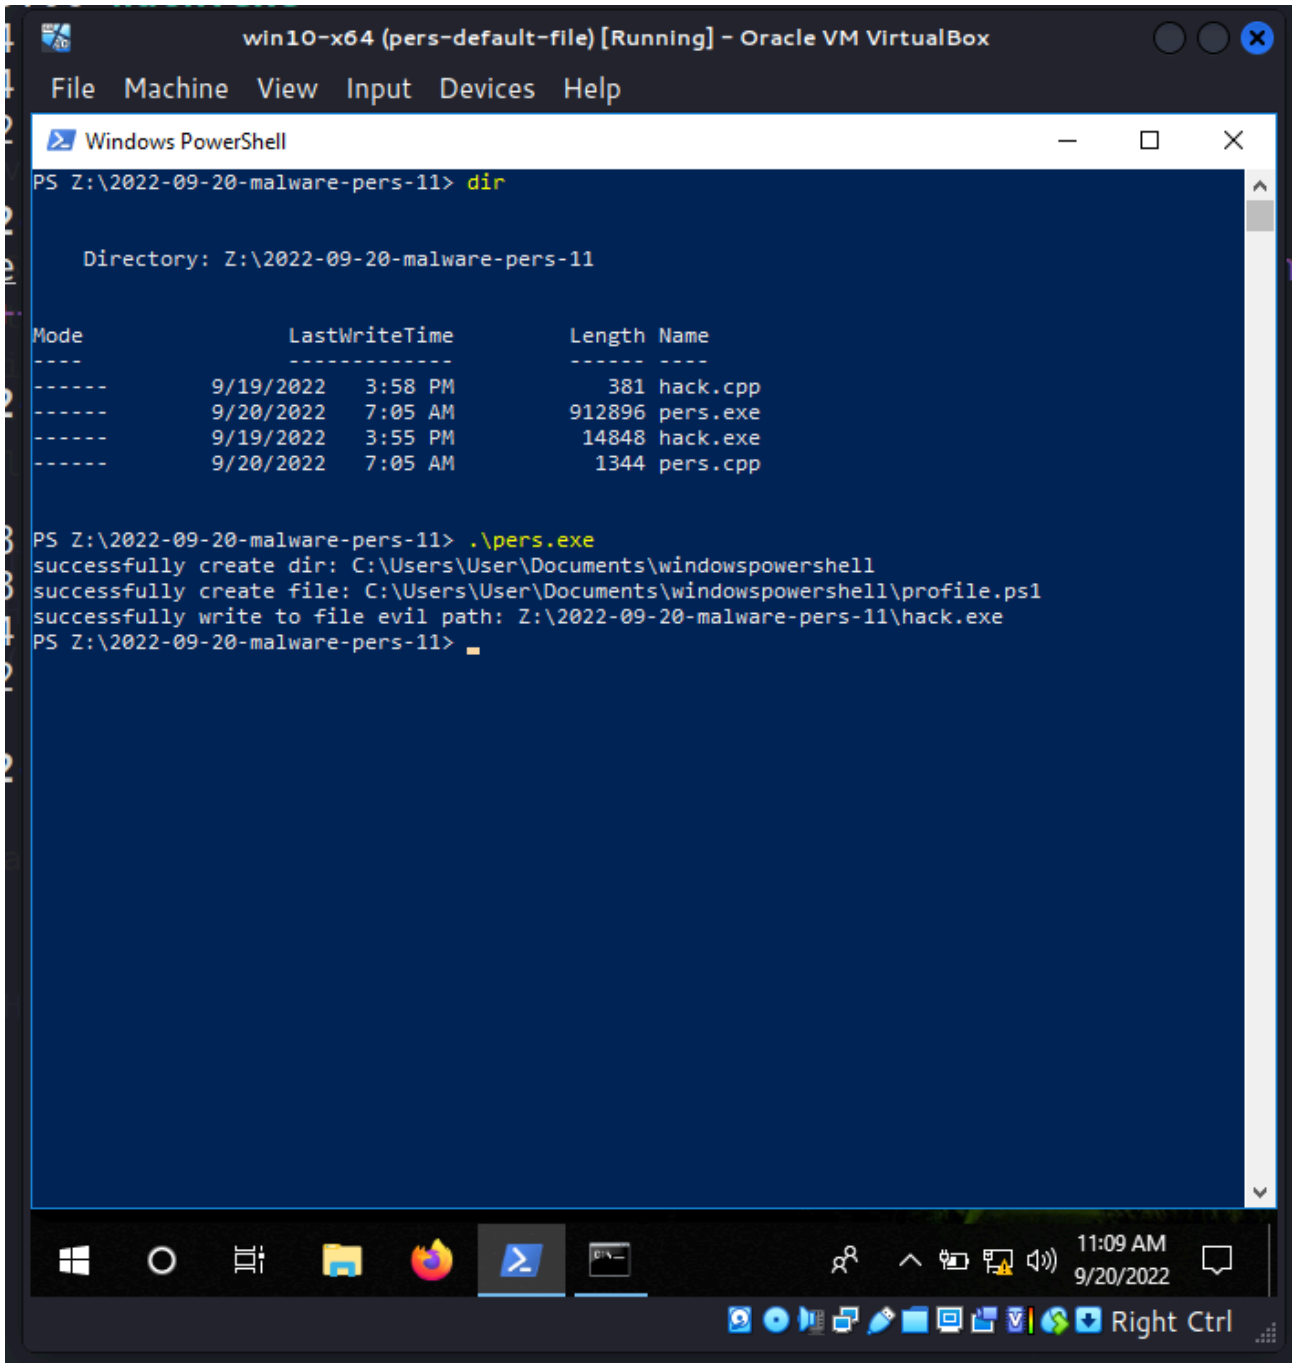 win10-x64 (pers-default-file) [Running] - Oracle VM VirtualBox
File Machine View Input Devices Help
Windows PowerShell
PS Z:\2022-09-20-malware-pers-11> dir
Directory: Z:\2022-09-20-malware-pers-11
Mode LastWriteTime Length Name
---- ------------- ------ ----
------ 9/19/2022 3:58 PM 381 hack.cpp
------ 9/20/2022 7:05 AM 912896 pers.exe
------ 9/19/2022 3:55 PM 14848 hack.exe
------ 9/20/2022 7:05 AM 1344 pers.cpp
PS Z:\2022-09-20-malware-pers-11> .\pers.exe
successfully create dir: C:\Users\User\Documents\windowspowershell
successfully create file: C:\Users\User\Documents\windowspowershell\profile.ps1
successfully write to file evil path: Z:\2022-09-20-malware-pers-11\hack.exe
PS Z:\2022-09-20-malware-pers-11>
11:09 AM
9/20/2022
Right Ctrl